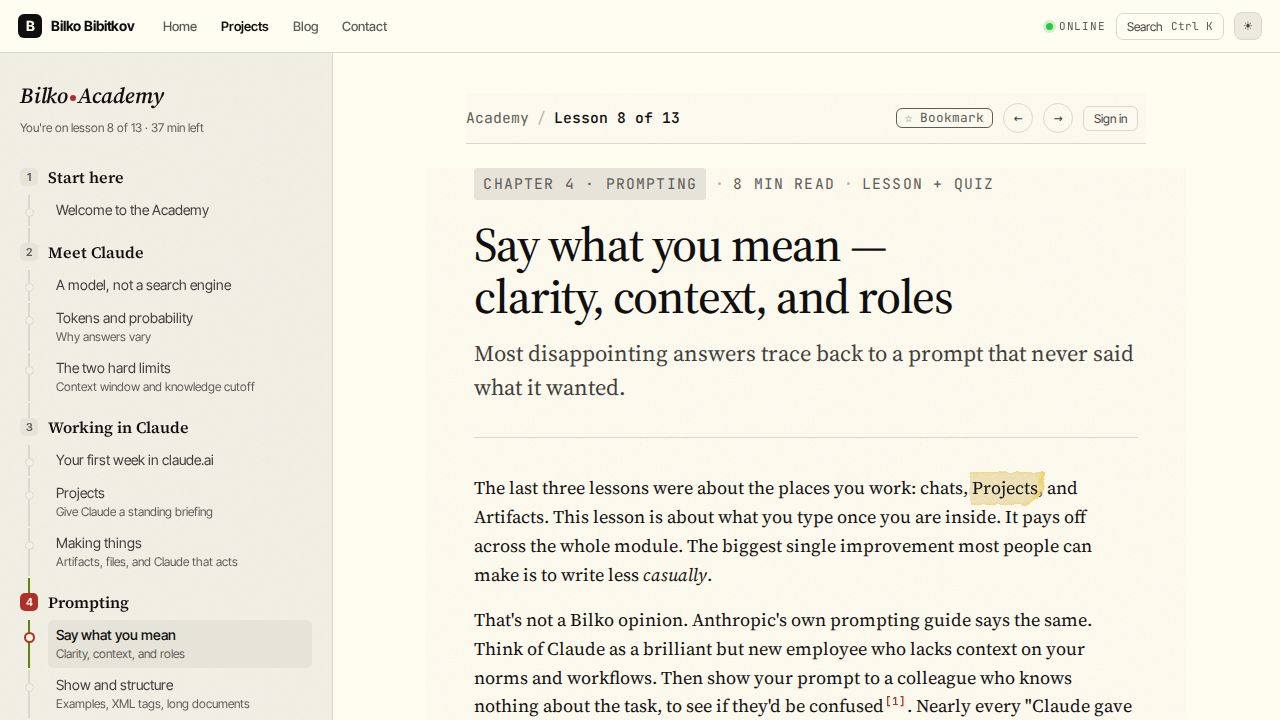 B Bilko Bibitkov Home Projects Blog Contact ONLINE Search Ctrl K
Bilko•Academy
You're on lesson 8 of 13 · 37 min left
1 Start here
Welcome to the Academy
2 Meet Claude
A model, not a search engine
Tokens and probability
Why answers vary
The two hard limits
Context window and knowledge cutoff
3 Working in Claude
Your first week in claude.ai
Projects
Give Claude a standing briefing
Making things
Artifacts, files, and Claude that acts
4 Prompting
Say what you mean
Clarity, context, and roles
Show and structure
Examples, XML tags, long documents
Academy / Lesson 8 of 13 ☆ Bookmark ← → Sign in
CHAPTER 4 · PROMPTING · 8 MIN READ · LESSON + QUIZ
Say what you mean —
clarity, context, and roles
Most disappointing answers trace back to a prompt that never said
what it wanted.
The last three lessons were about the places you work: chats, Projects, and
Artifacts. This lesson is about what you type once you are inside. It pays off
across the whole module. The biggest single improvement most people can
make is to write less casually.
That's not a Bilko opinion. Anthropic's own prompting guide says the same.
Think of Claude as a brilliant but new employee who lacks context on your
norms and workflows. Then show your prompt to a colleague who knows
nothing about the task, to see if they'd be confused[1]. Nearly every "Claude gave